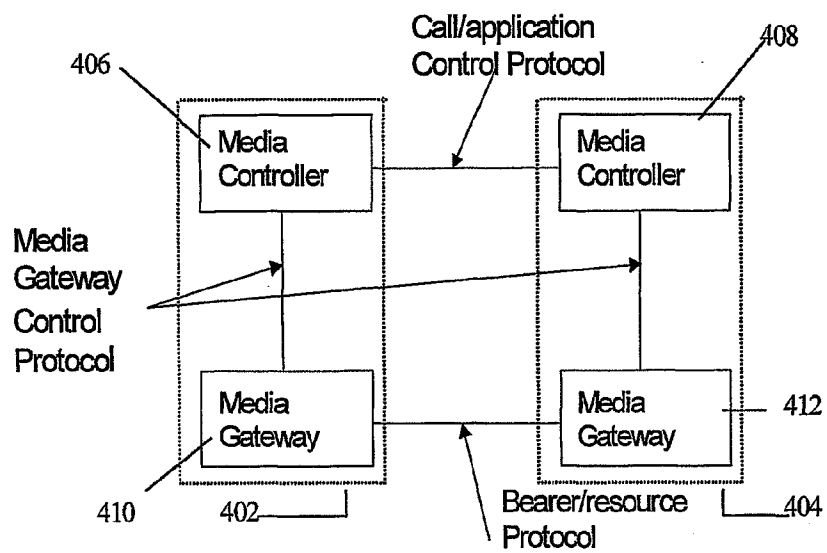 Call/application
Control Protocol
406
408
Media
Controller
Media
Controller
Media
Gateway
Control
Protocol
Media
Gateway
Media
Gateway
412
410
402
Bearer/resource
Protocol
404